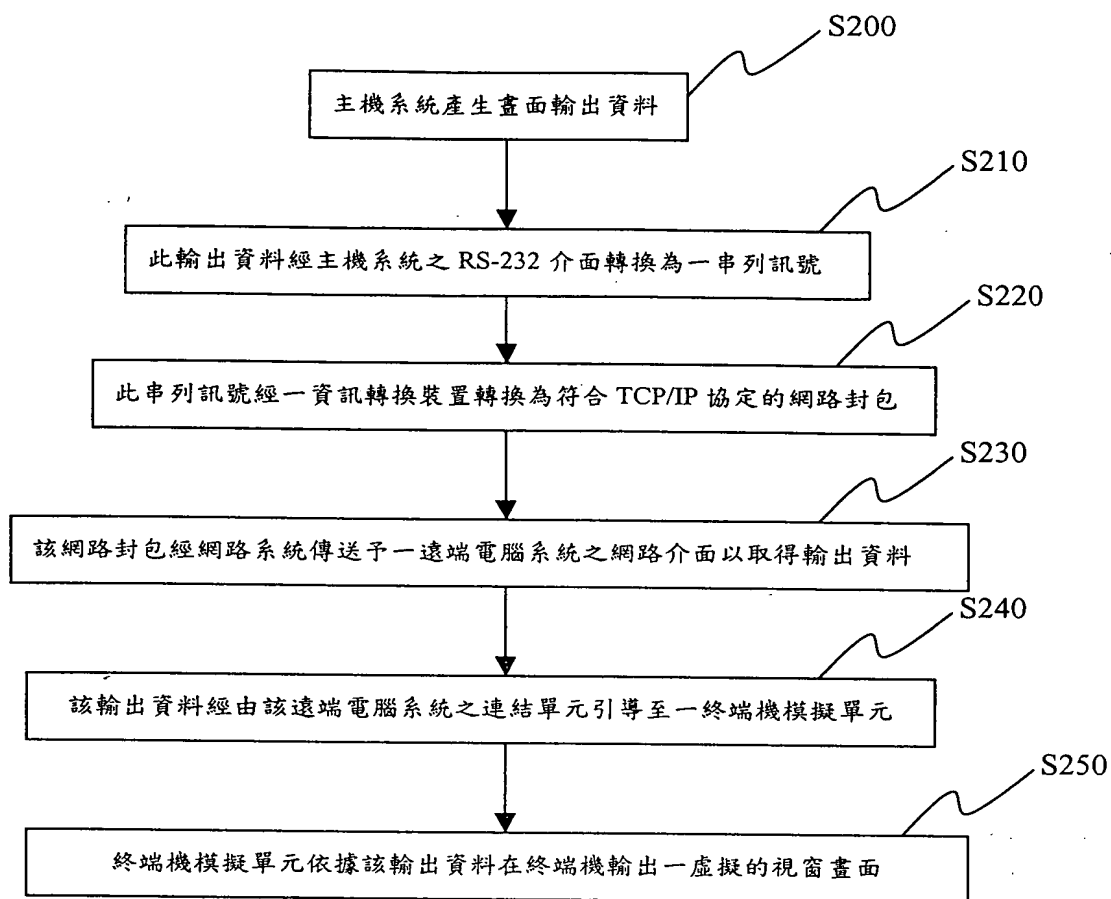 S200
主機系統產生畫面輸出資料
S210
此輸出資料經主機系統之 RS-232 介面轉換為一串列訊號
S220
此串列訊號經一資訊轉換裝置轉換為符合 TCP/IP 協定的網路封包
S230
該網路封包經網路系統傳送予一遠端電腦系統之網路介面以取得輸出資料
S240
該輸出資料經由該遠端電腦系統之連結單元引導至一終端機模擬單元
S250
終端機模擬單元依據該輸出資料在終端機輸出一虛擬的視窗畫面